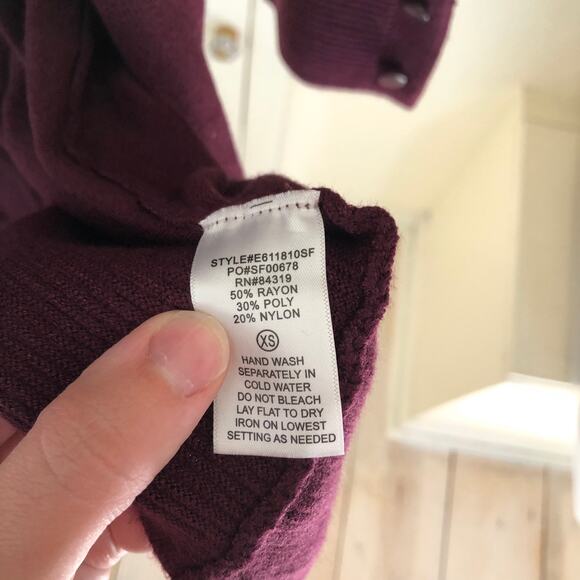 STYLE#E611810SF
PO#SF00678
RN#84319
50% RAYON
30% POLY
20% NYLON
XS
HAND WASH
SEPARATELY IN
COLD WATER
DO NOT BLEACH
LAY FLAT TO DRY
IRON ON LOWEST
SETTING AS NEEDED